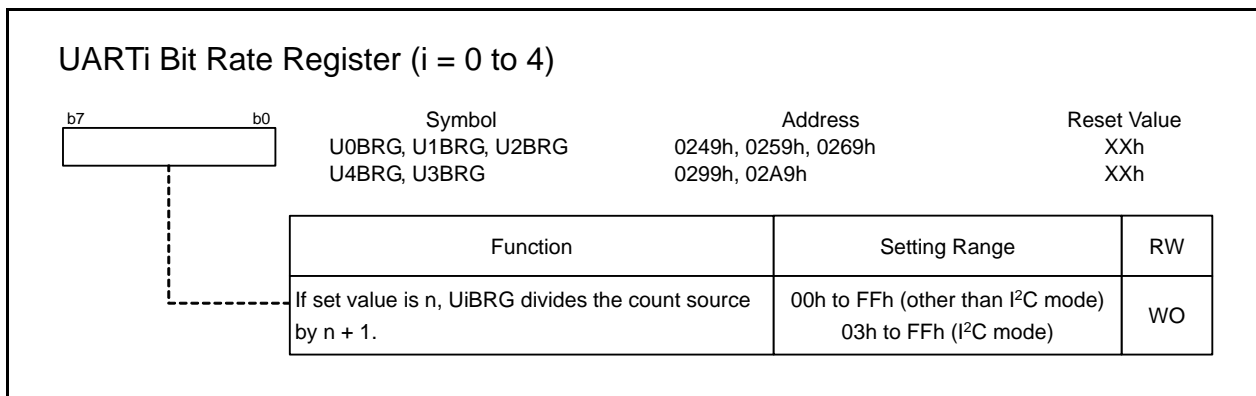 UARTi Bit Rate Register (i = 0 to 4)
b7 b0 Symbol Address Reset Value
U0BRG, U1BRG, U2BRG 0249h, 0259h, 0269h XXh
U4BRG, U3BRG 0299h, 02A9h XXh
Function Setting Range RW
If set value is n, UiBRG divides the count source 00h to FFh (other than I²C mode) WO
by n + 1. 03h to FFh (I²C mode)